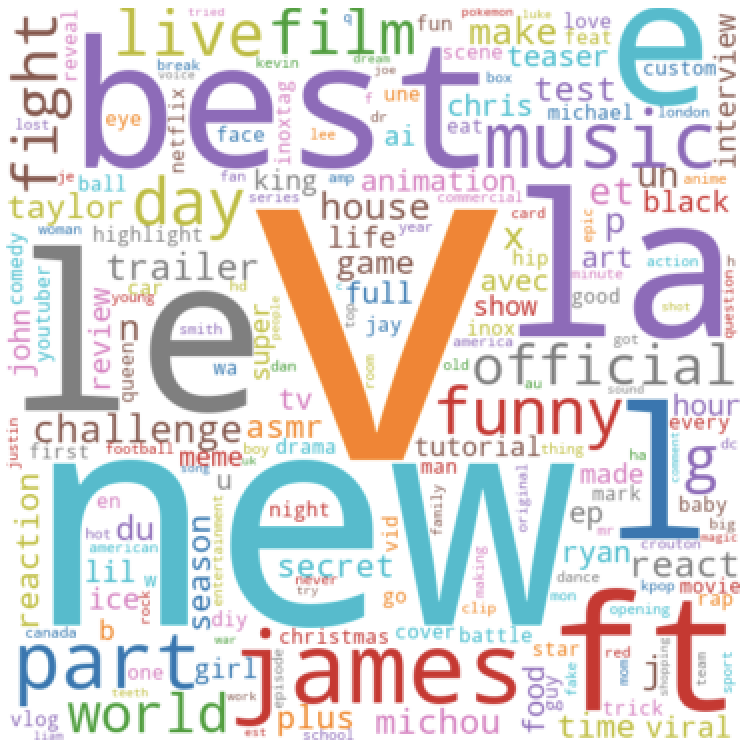 tried
pokemon
luke
live
film
make
love
feat
e
reveal
q
dream
fun
fight
break
kevin
joe
scene
teaser
custom
voice
box
best
f
une
chris
test
michael
london
interview
lost
eye
netflix
face
inoxtag
lee
dr
ai
eat
music
je
ball
fan
amp
king
animation
et
un
anime
taylor
day
series
commercial
black
woman
house
card
epic
p
highlight
life
year
x
hip
art
action
h
V
la
le
trailer
game
avec
good
minute
question
comedy
john
youtuber
car
hd
young
full
top
c
show
shot
review
n
smith
super
people
jay
inox
got
queen
wa
america
official
dan
room
old
au
sound
tv
funny
l
hour
justin
challenge
asmr
every
first
football
meme
boy
drama
tutorial
thing
ha
comment
dc
song
uk
man
g
reaction
u
made
en
night
original
mark
baby
new
du
season
entertainment
vid
family
ep
big
hot
american
mr
magic
lil
w
secret
never
try
making
ryan
crouton
react
ice
rock
go
dance
kpop
movie
b
diy
clip
mon
opening
rap
canada
war
christmas
cover
battle
ft
part
one
girl
james
episode
star
red
j
team
sport
teeth
work
food
guy
fake
mom
shopping
vlog
world
est
plus
michou
trick
liam
school
time
viral